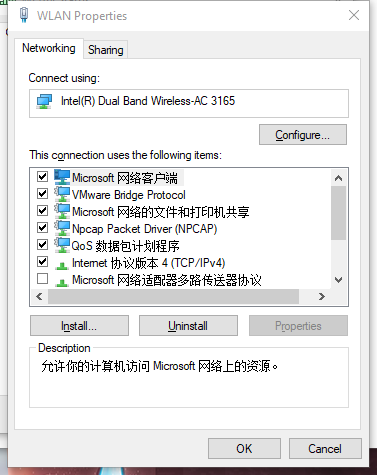 WLAN Properties
Networking
Sharing
Connect using:
Intel(R) Dual Band Wireless-AC 3165
Configure...
This connection uses the following items:
Microsoft 网络客户端
VMware Bridge Protocol
Microsoft 网络的文件和打印机共享
Npcap Packet Driver (NPCAP)
QoS 数据包计划程序
Internet 协议版本 4 (TCP/IPv4)
Microsoft 网络适配器多路传送器协议
Install...
Uninstall
Properties
Description
允许你的计算机访问 Microsoft 网络上的资源。
OK
Cancel